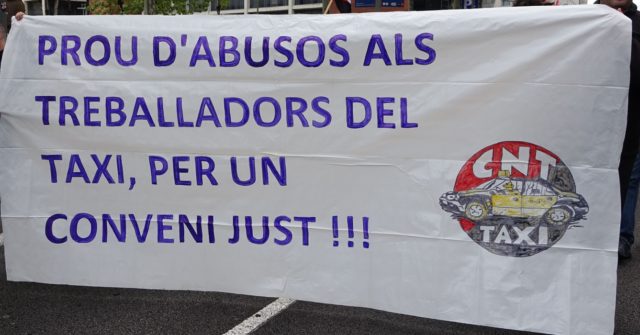 PROU D'ABUSOS ALS
TREBALLADORS DEL
TAXI, PER UN
CONVENI JUST !!!
CNT
TAXI